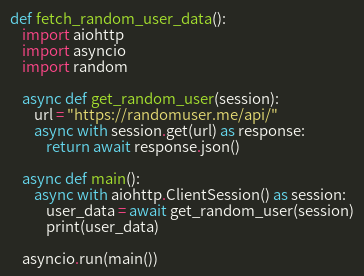 def fetch_random_user_data():
    import aiohttp
    import asyncio
    import random

    async def get_random_user(session):
        url = "https://randomuser.me/api/"
        async with session.get(url) as response:
            return await response.json()

    async def main():
        async with aiohttp.ClientSession() as session:
            user_data = await get_random_user(session)
            print(user_data)

    asyncio.run(main())